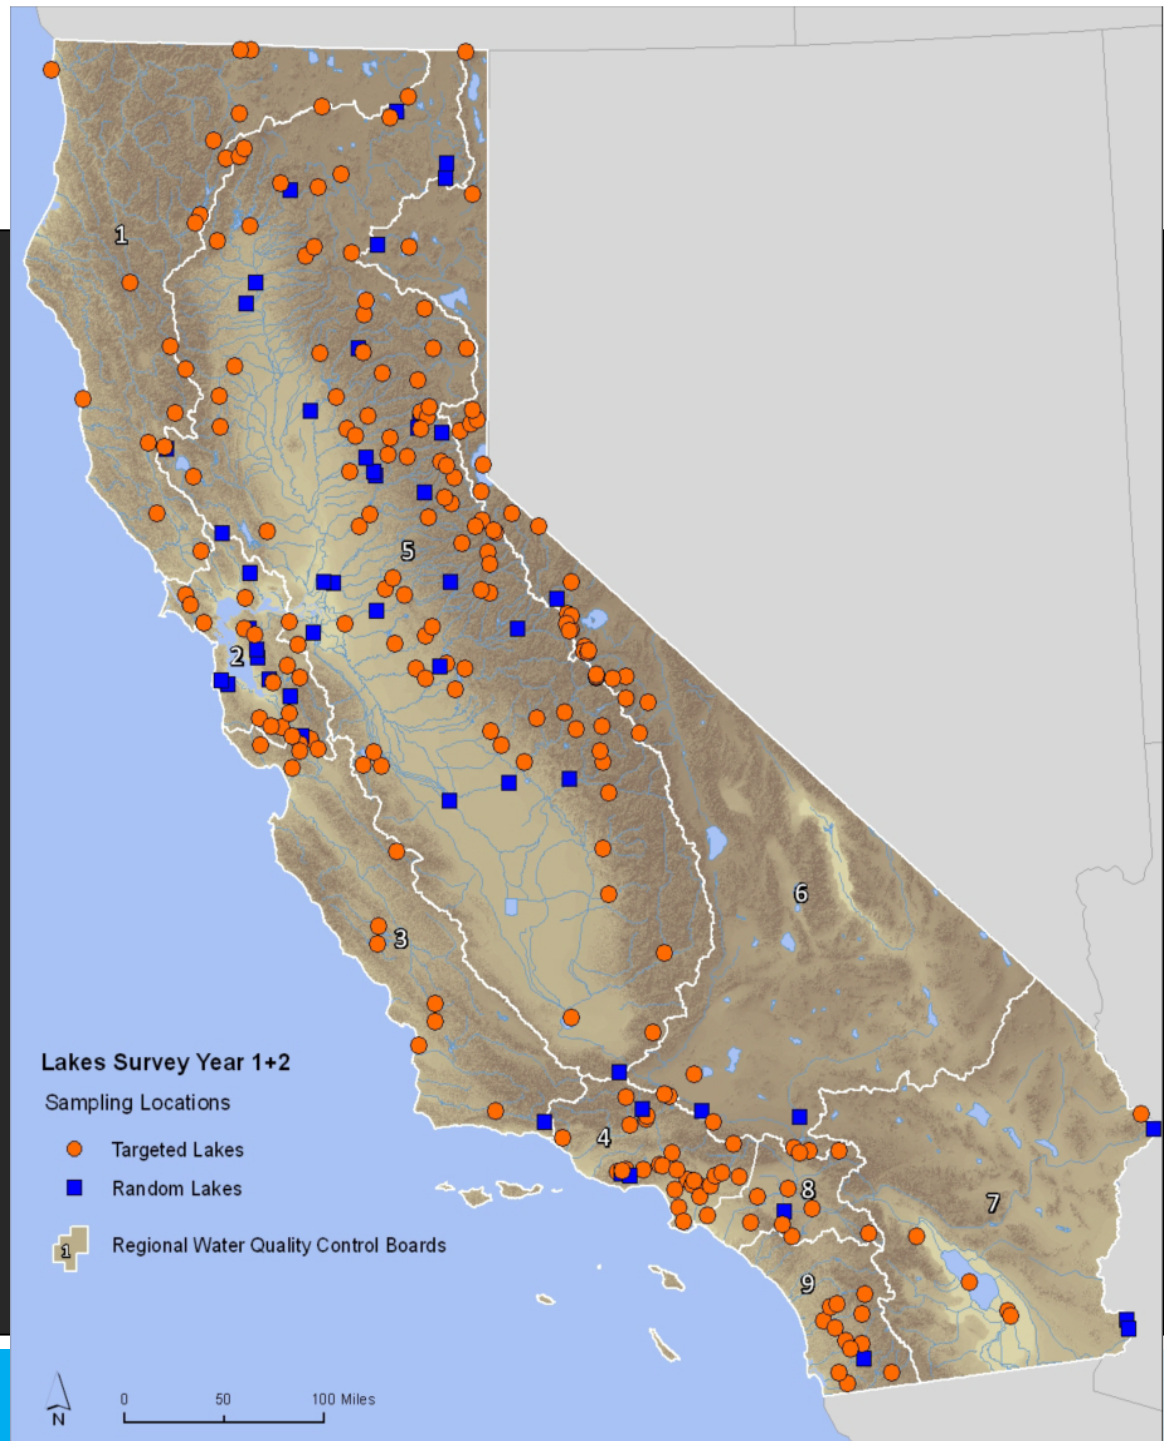 1
5
2
6
3
Lakes Survey Year 1+2
Sampling Locations
Targeted Lakes
Random Lakes
1 Regional Water Quality Control Boards
4
8
7
9
N
0 50 100 Miles